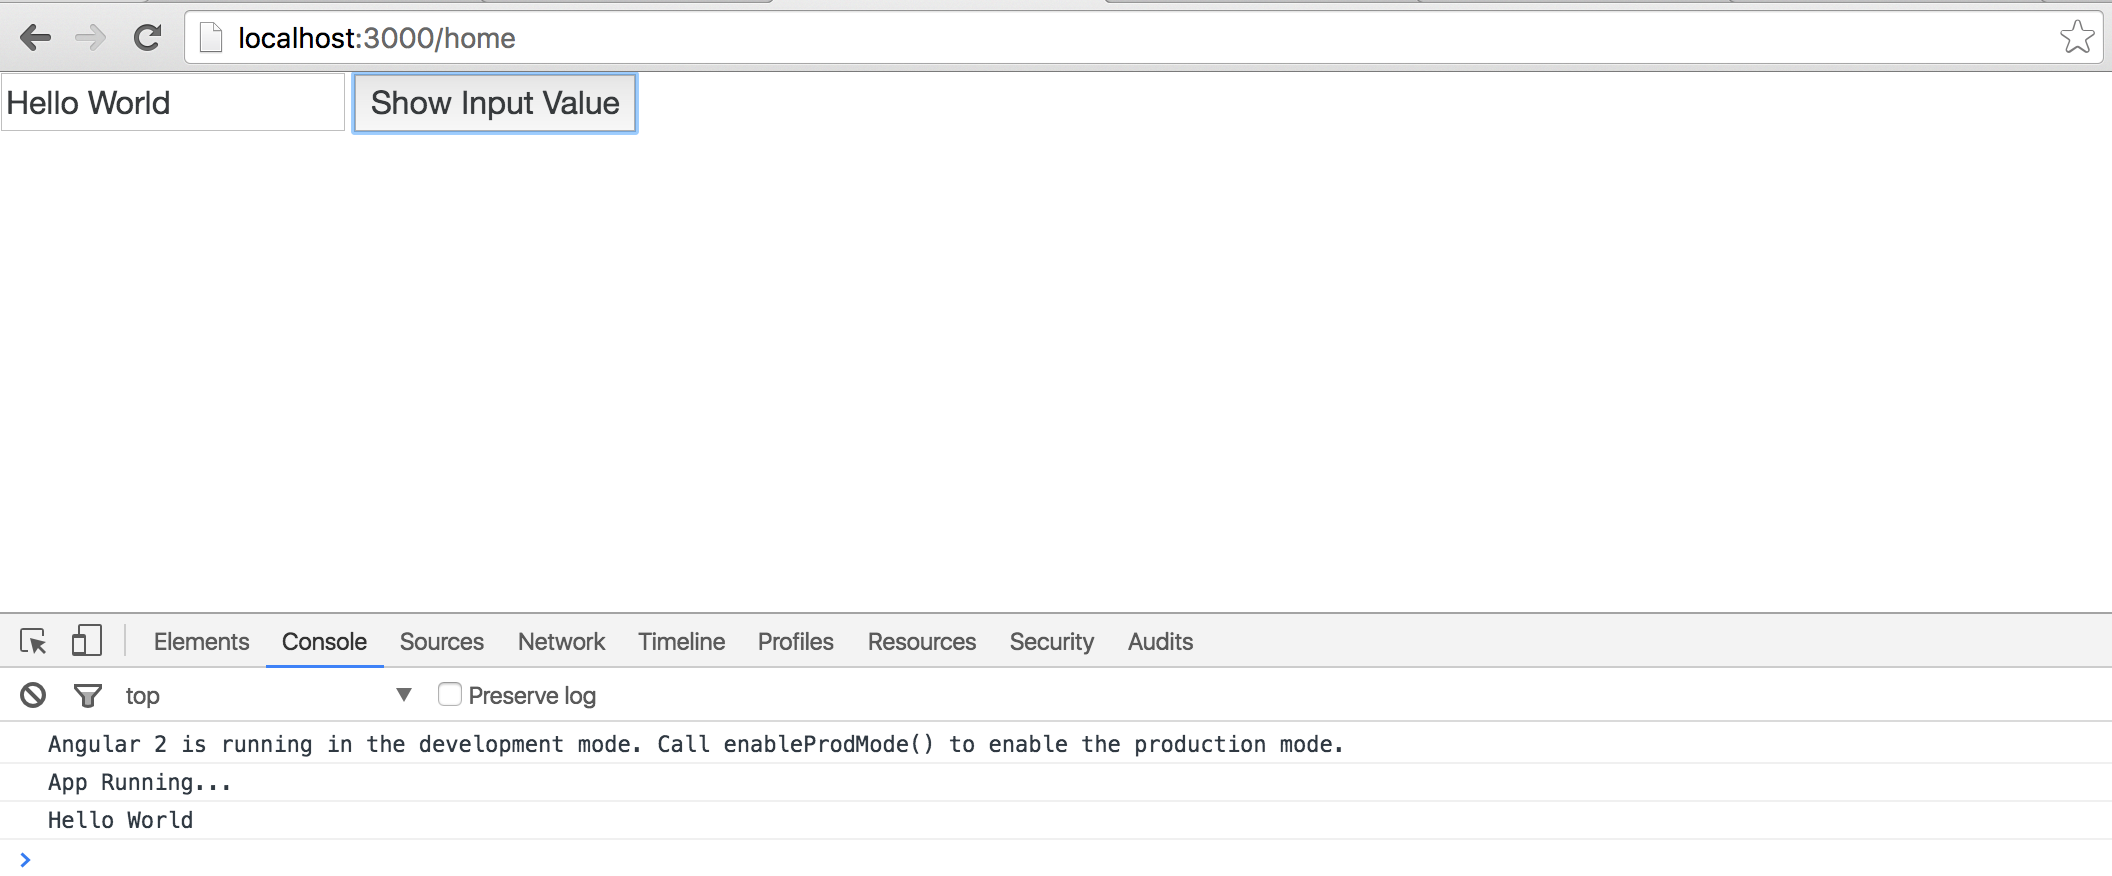 localhost:3000/home
Hello World Show Input Value
Elements Console Sources Network Timeline Profiles Resources Security Audits
top Preserve log
Angular 2 is running in the development mode. Call enableProdMode() to enable the production mode.
App Running...
Hello World